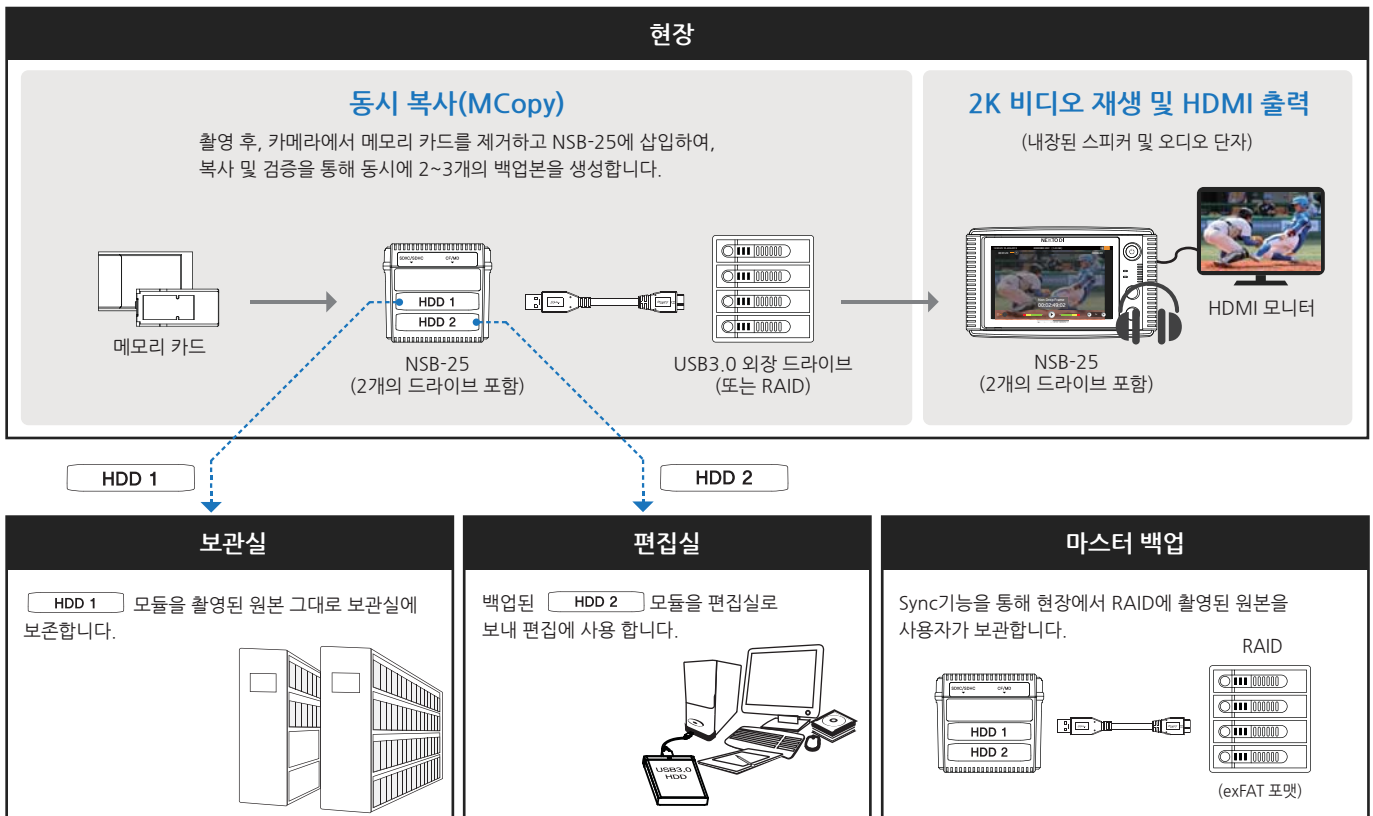 현장
동시 복사(MCopy)
촬영 후, 카메라에서 메모리 카드를 제거하고 NSB-25에 삽입하여,
복사 및 검증을 통해 동시에 2~3개의 백업본을 생성합니다.
2K 비디오 재생 및 HDMI 출력
(내장된 스피커 및 오디오 단자)
메모리 카드
SDXC/SDHC CF/MD
HDD 1
HDD 2
NSB-25
(2개의 드라이브 포함)
USB3.0 외장 드라이브
(또는 RAID)
NEXTODI
00:02:49:02
NSB-25
(2개의 드라이브 포함)
HDMI 모니터
HDD 1
HDD 2
보관실
HDD 1 모듈을 촬영된 원본 그대로 보관실에
보존합니다.
편집실
백업된 HDD 2 모듈을 편집실로
보내 편집에 사용 합니다.
USB3.0
HDD
마스터 백업
Sync기능을 통해 현장에서 RAID에 촬영된 원본을
사용자가 보관합니다.
RAID
SDXC/SDHC CF/MD
HDD 1
HDD 2
(exFAT 포맷)